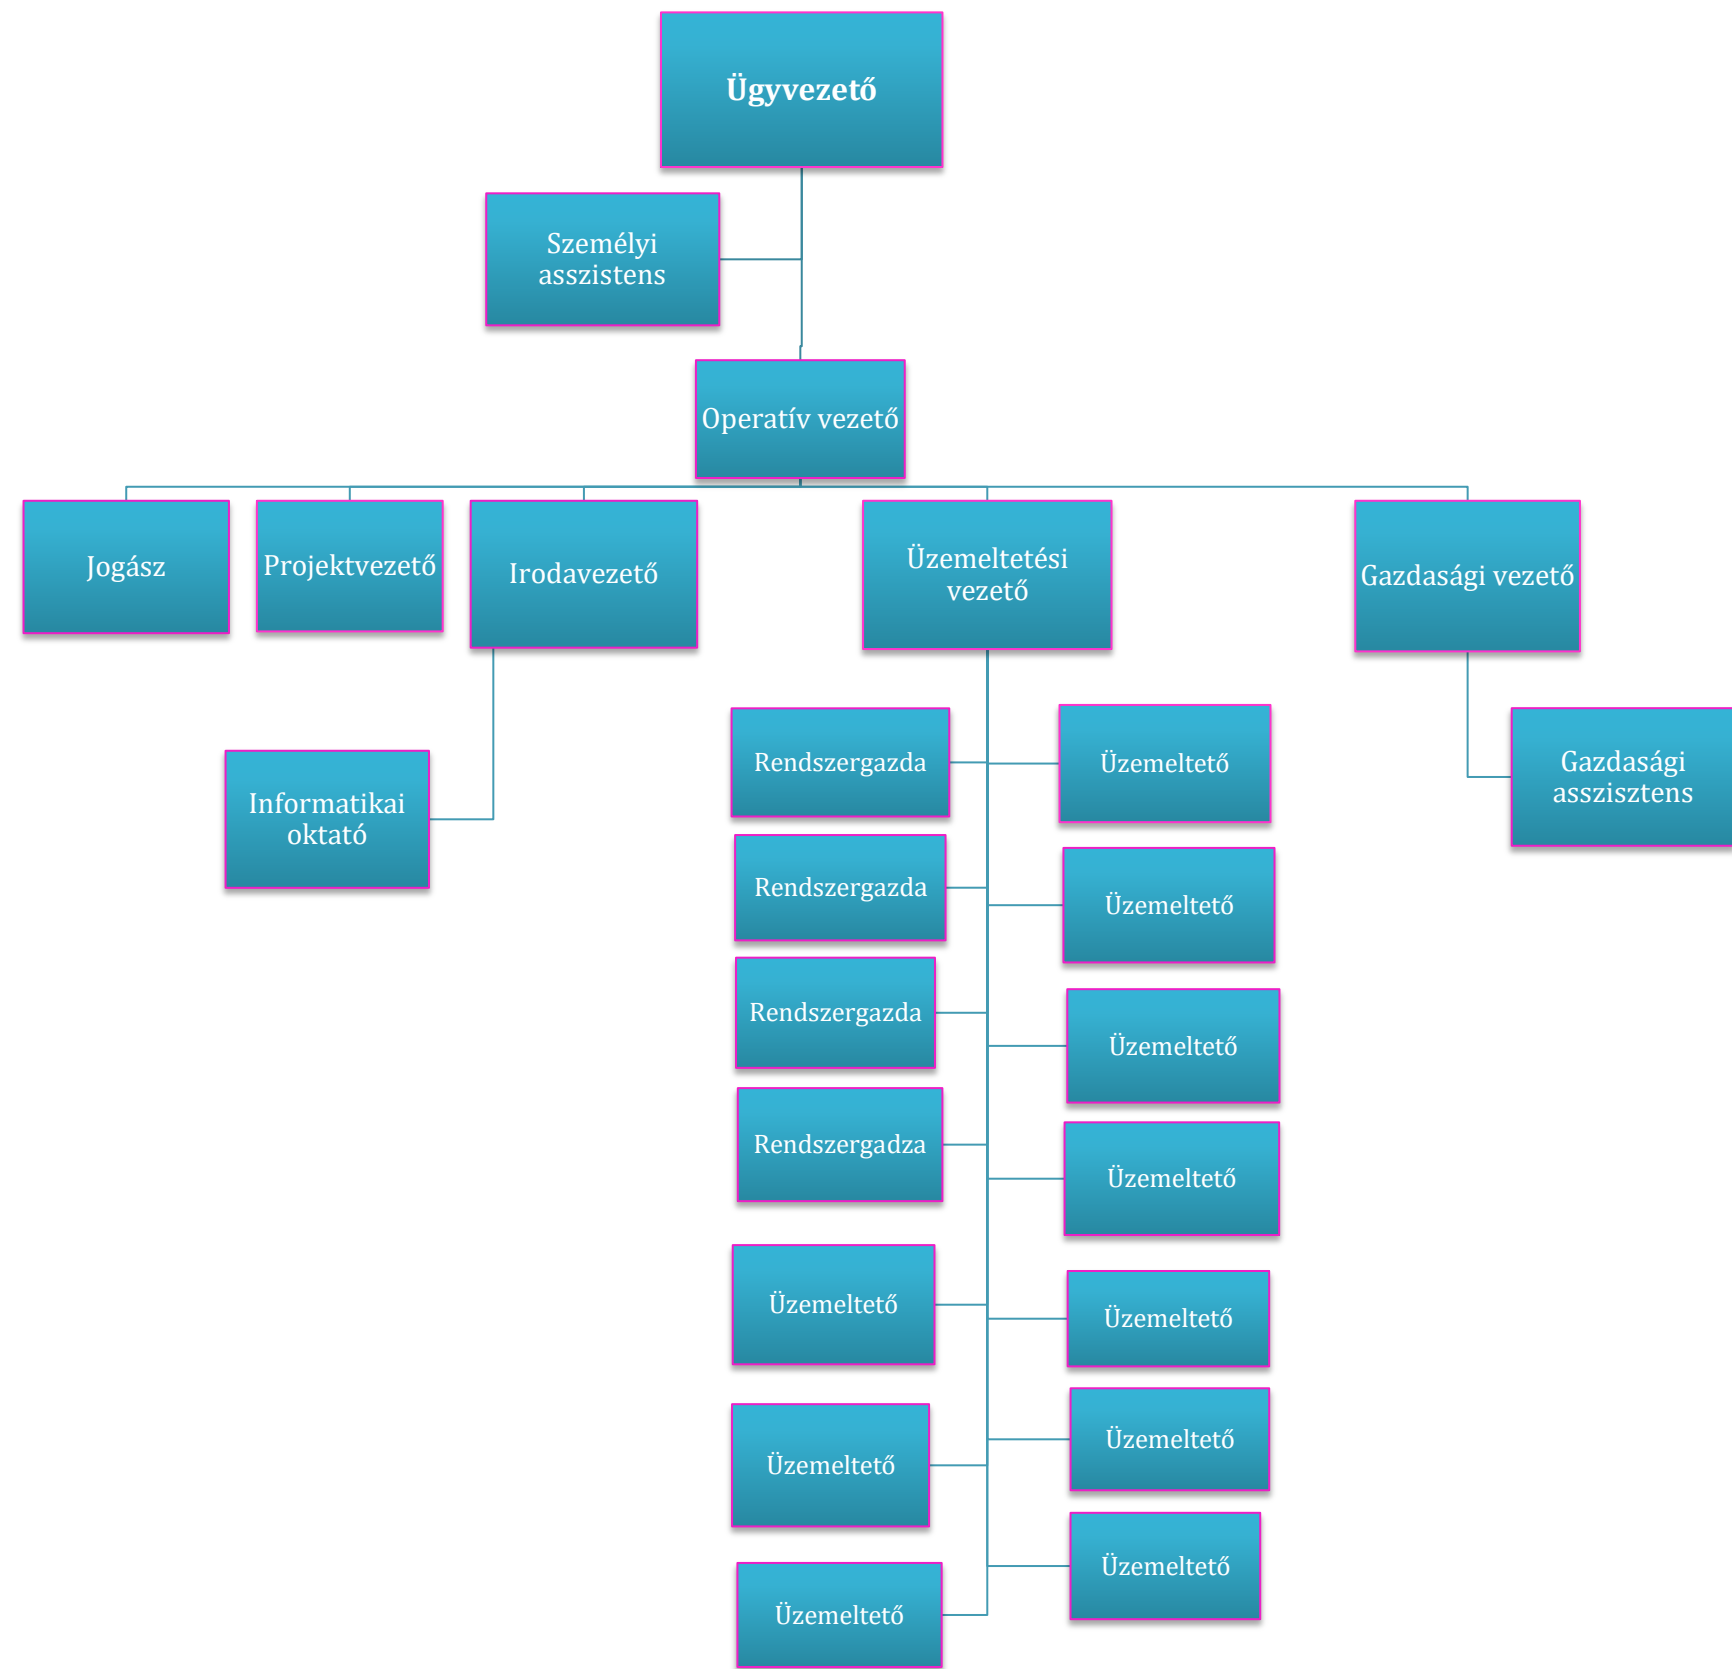 Ügyvezető
Személyi
asszistens
Operatív vezető
Jogász
Projektvezető
Irodavezető
Üzemeltetési
vezető
Gazdasági vezető
Informatikai
oktató
Rendszergazda
Üzemeltető
Gazdasági
asszisztens
Rendszergazda
Üzemeltető
Rendszergazda
Üzemeltető
Rendszergadza
Üzemeltető
Üzemeltető
Üzemeltető
Üzemeltető
Üzemeltető
Üzemeltető
Üzemeltető